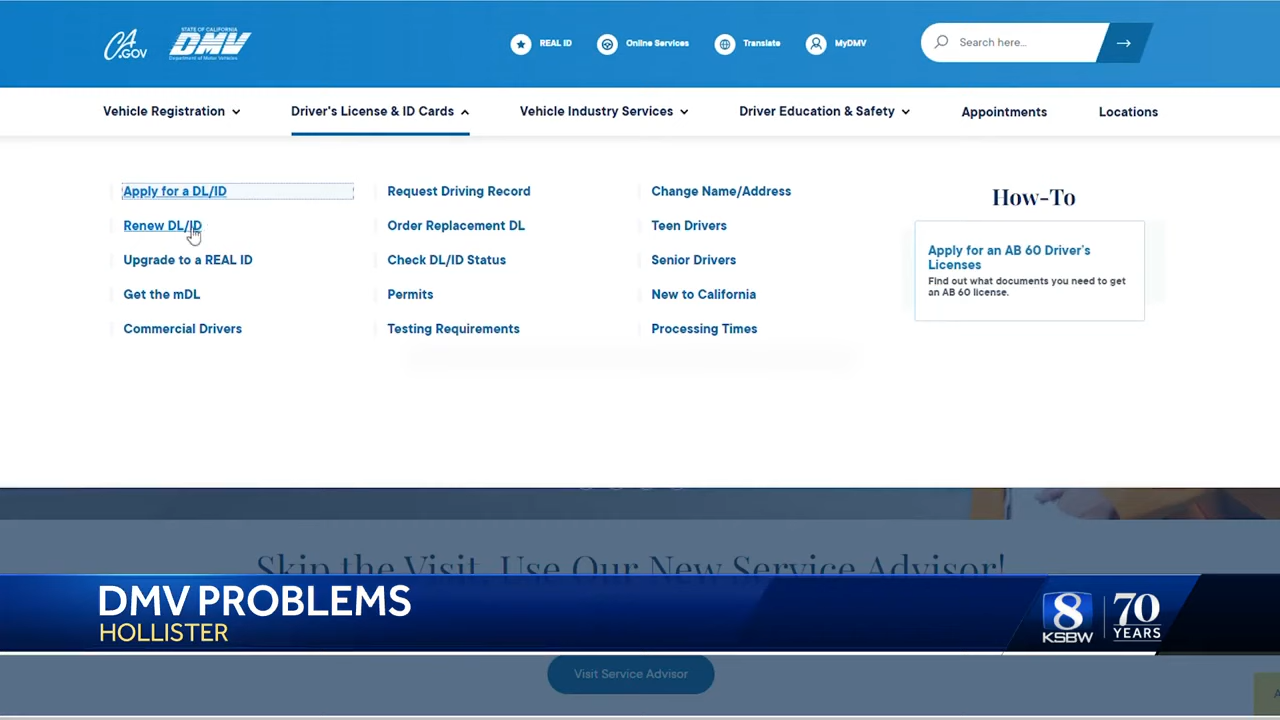 CA
.GOV
STATE OF CALIFORNIA
DMV
Department of Motor Vehicles
REAL ID
Online Services
Translate
MyDMV
Search here...
Vehicle Registration
Driver's License & ID Cards
Vehicle Industry Services
Driver Education & Safety
Appointments
Locations
Apply for a DL/ID
Renew DL/ID
Upgrade to a REAL ID
Get the mDL
Commercial Drivers
Request Driving Record
Order Replacement DL
Check DL/ID Status
Permits
Testing Requirements
Change Name/Address
Teen Drivers
Senior Drivers
New to California
Processing Times
How-To
Apply for an AB 60 Driver's
Licenses
Find out what documents you need to get
an AB 60 license.
Skip the Visit, Use Our New Service Advisor!
DMV PROBLEMS
HOLLISTER
8
KSBW
70
YEARS
Visit Service Advisor